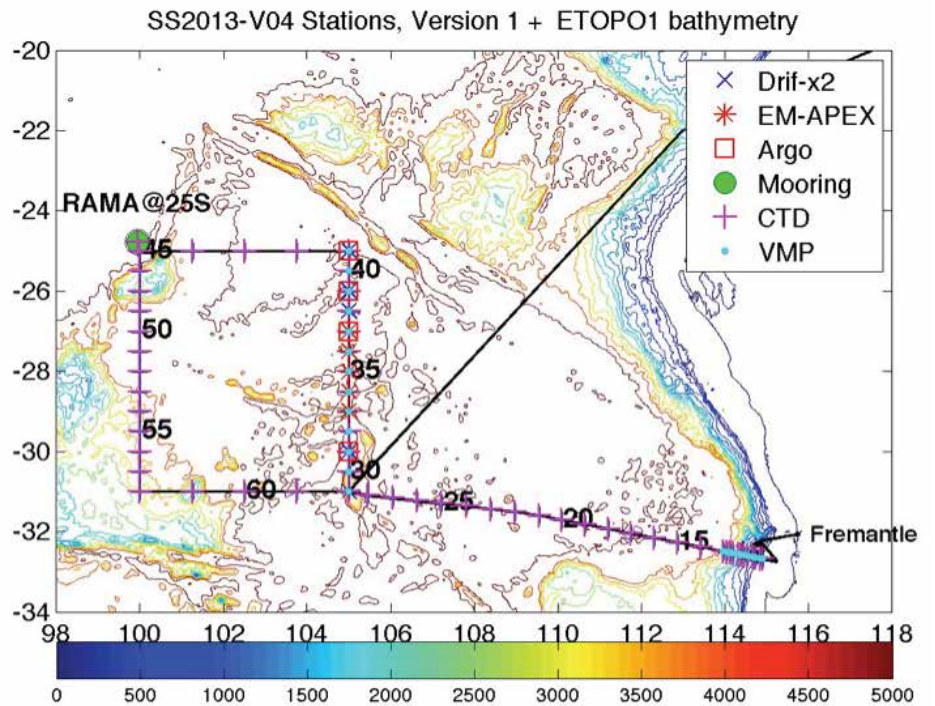 SS2013-V04 Stations, Version 1 + ETOPO1 bathymetry
-20
-22
-24
-26
-28
-30
-32
-34
Drif-x2
EM-APEX
Argo
Mooring
CTD
VMP
RAMA@25S
45
40
50
35
55
30
60
25
20
15
Fremantle
98 100 102 104 106 108 110 112 114 116 118
0 500 1000 1500 2000 2500 3000 3500 4000 4500 5000